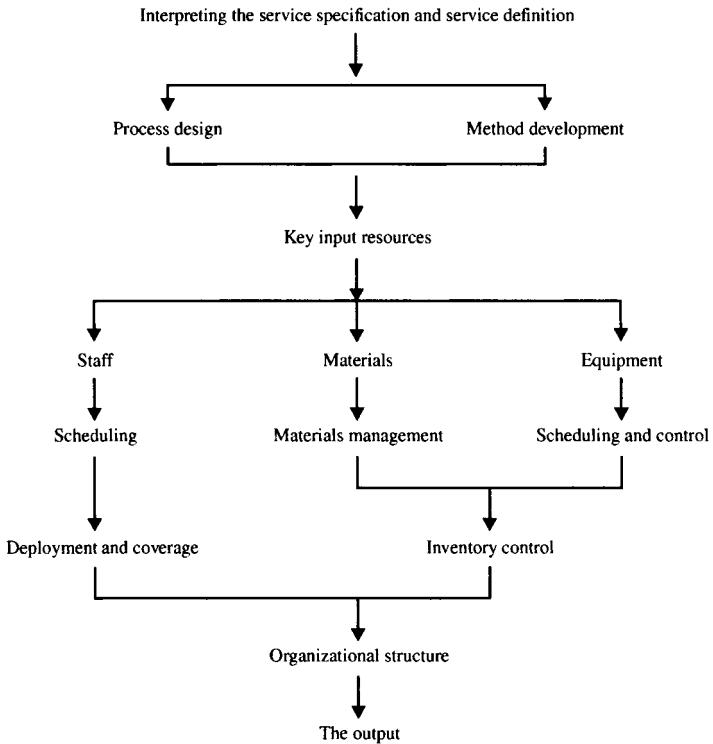 Interpreting the service specification and service definition
Process design
Method development
Key input resources
Staff
Materials
Equipment
Scheduling
Materials management
Scheduling and control
Deployment and coverage
Inventory control
Organizational structure
The output